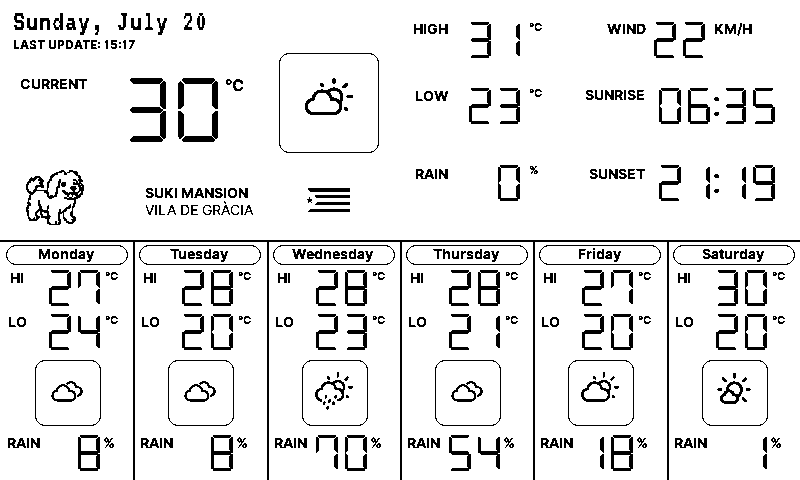 Sunday, July 20
LAST UPDATE: 15:17
CURRENT 30 °C
HIGH 31 °C
WIND 22 KM/H
LOW 23 °C
SUNRISE 06:35
RAIN 0 %
SUNSET 21:19
SUKI MANSION
VILA DE GRÀCIA
Monday
HI 27 °C
LO 24 °C
RAIN 8 %
Tuesday
HI 28 °C
LO 20 °C
RAIN 8 %
Wednesday
HI 28 °C
LO 23 °C
RAIN 70 %
Thursday
HI 28 °C
LO 21 °C
RAIN 54 %
Friday
HI 27 °C
LO 20 °C
RAIN 18 %
Saturday
HI 30 °C
LO 20 °C
RAIN 1 %